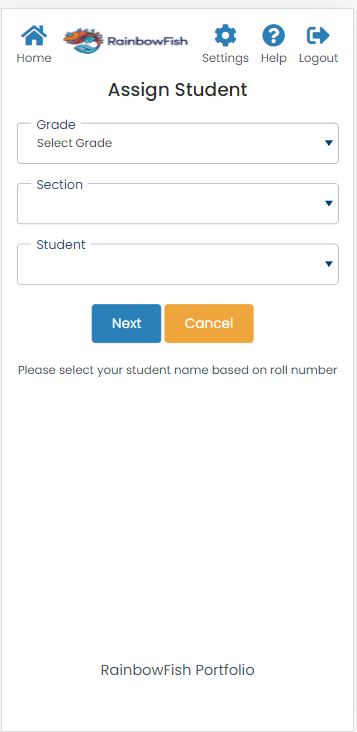 RainbowFish
Home
Settings
Help
Logout
Assign Student
Grade
Select Grade
Section
Student
Next
Cancel
Please select your student name based on roll number
RainbowFish Portfolio